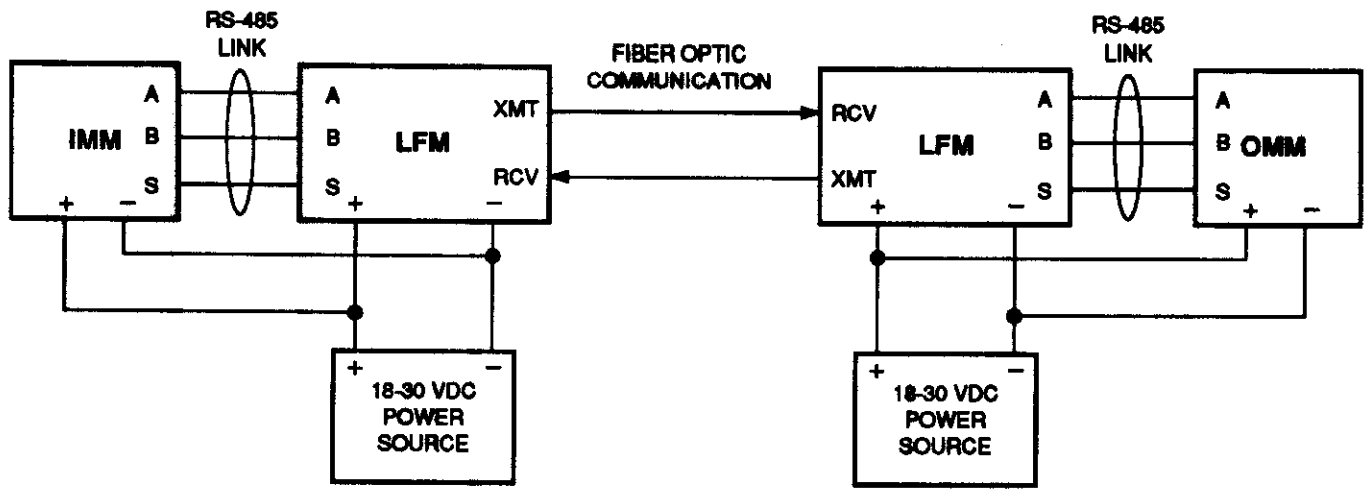 RS-485
LINK
FIBER OPTIC
COMMUNICATION
RS-485
LINK
IMM
A
B
S
+
−
A
B
S
LFM
XMT
RCV
+
−
RCV
XMT
LFM
A
B
S
+
−
A
B
S
OMM
+
−
+
−
18-30 VDC
POWER
SOURCE
+
−
18-30 VDC
POWER
SOURCE